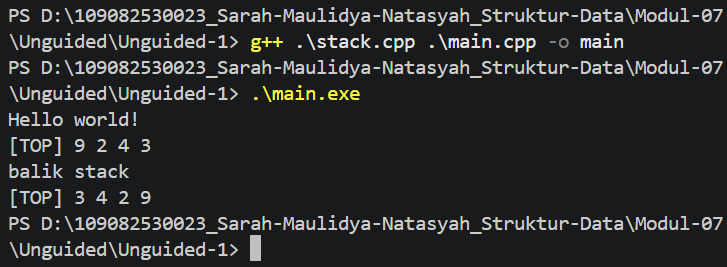 PS D:\109082530023_Sarah-Maulidya-Natasyah_Struktur-Data\Modul-07
\Unguided\Unguided-1> g++ .\stack.cpp .\main.cpp -o main
PS D:\109082530023_Sarah-Maulidya-Natasyah_Struktur-Data\Modul-07
\Unguided\Unguided-1> .\main.exe
Hello world!
[TOP] 9 2 4 3
balik stack
[TOP] 3 4 2 9
PS D:\109082530023_Sarah-Maulidya-Natasyah_Struktur-Data\Modul-07
\Unguided\Unguided-1>